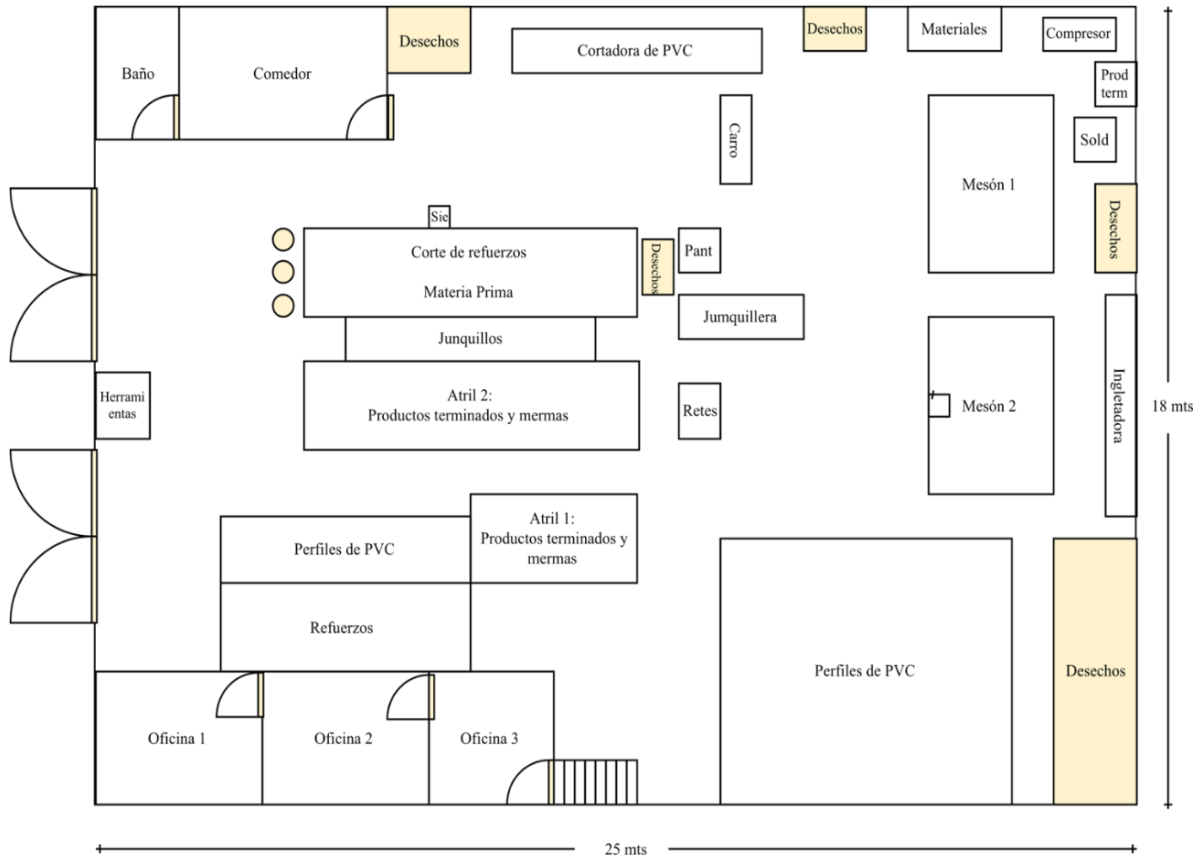 Desechos
Cortadora de PVC
Desechos
Materiales
Compresor
Baño
Comedor
Prod
term
Carro
Sold
Mesón 1
Sie
Desechos
Corte de refuerzos
Materia Prima
Desechos
Pant
Junquillos
Jumquillera
Herrami
entas
Atril 2:
Productos terminados y mermas
Retes
Mesón 2
Ingletadora
18 mts
Atril 1:
Productos terminados y
mermas
Perfiles de PVC
Refuerzos
Perfiles de PVC
Desechos
Oficina 1
Oficina 2
Oficina 3
25 mts